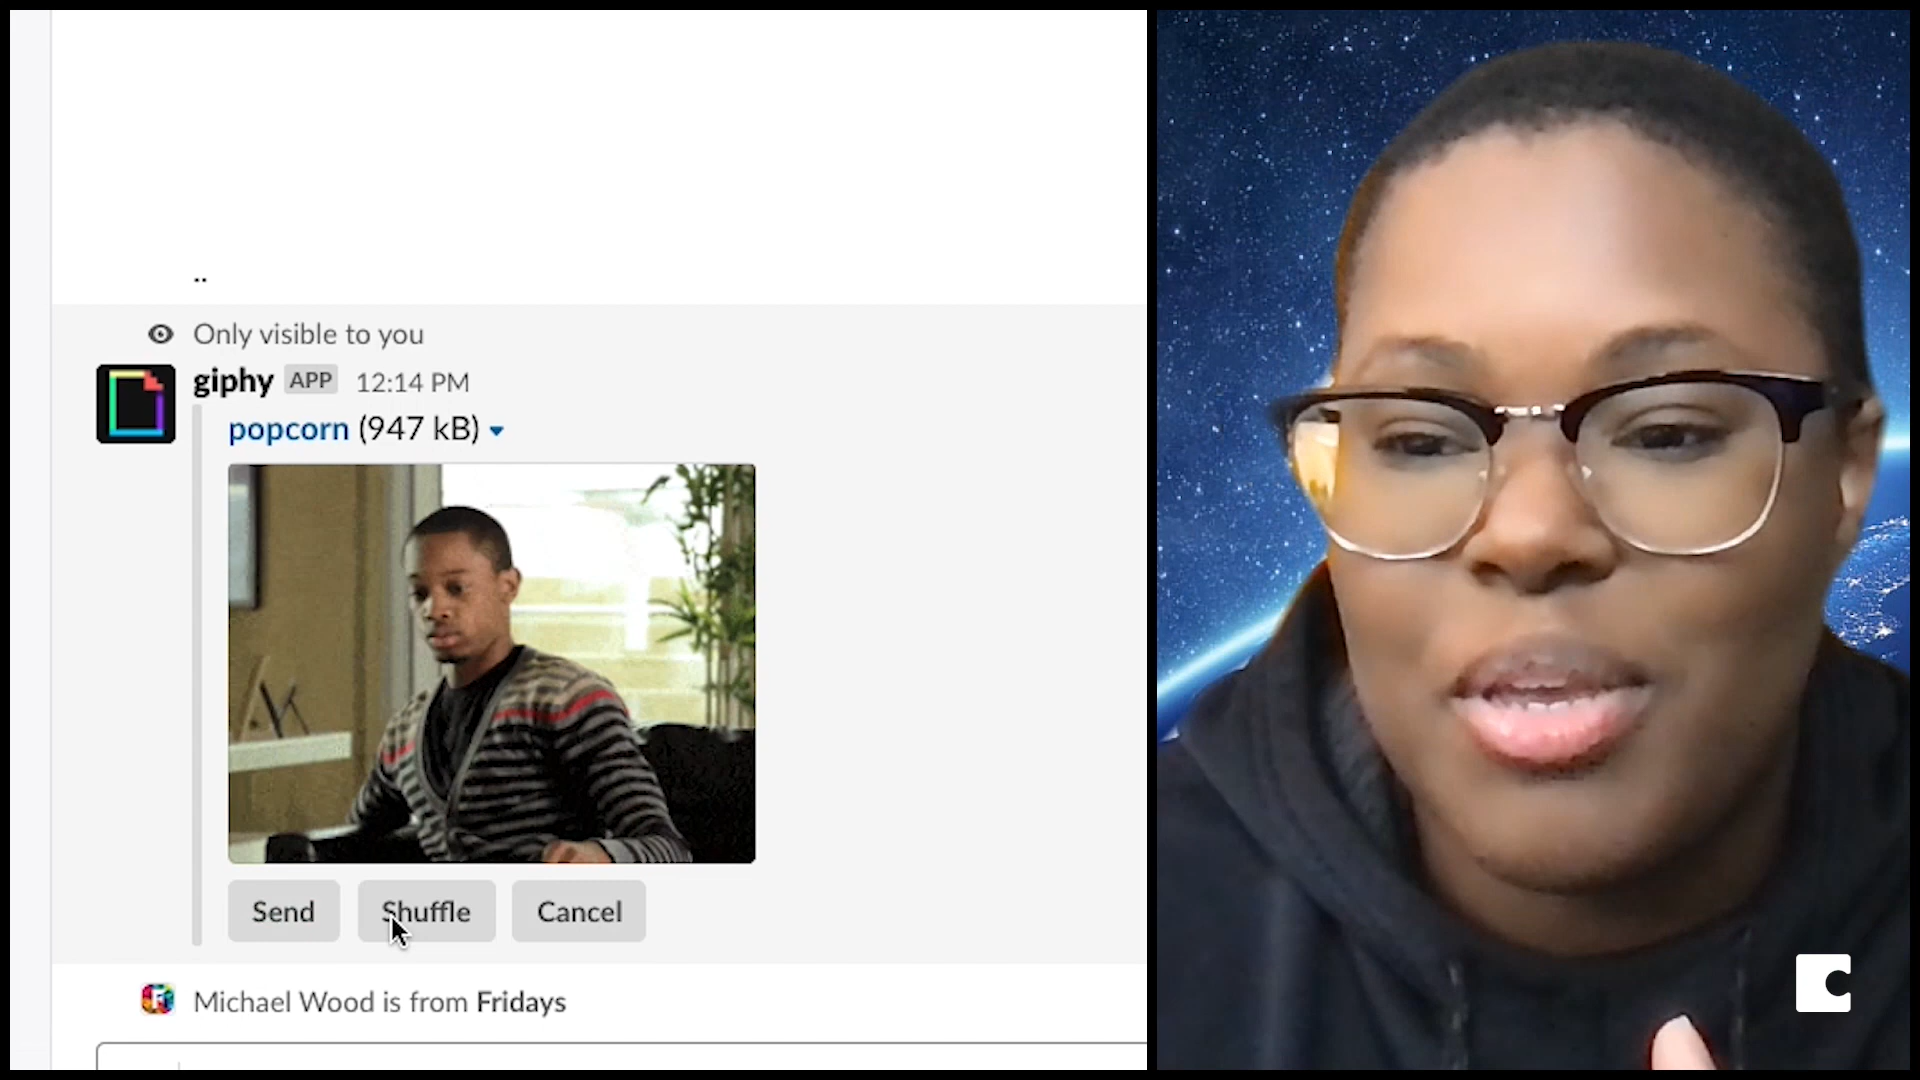 ..
Only visible to you
giphy APP 12:14 PM
popcorn (947 kB)
Send Shuffle Cancel
Michael Wood is from Fridays